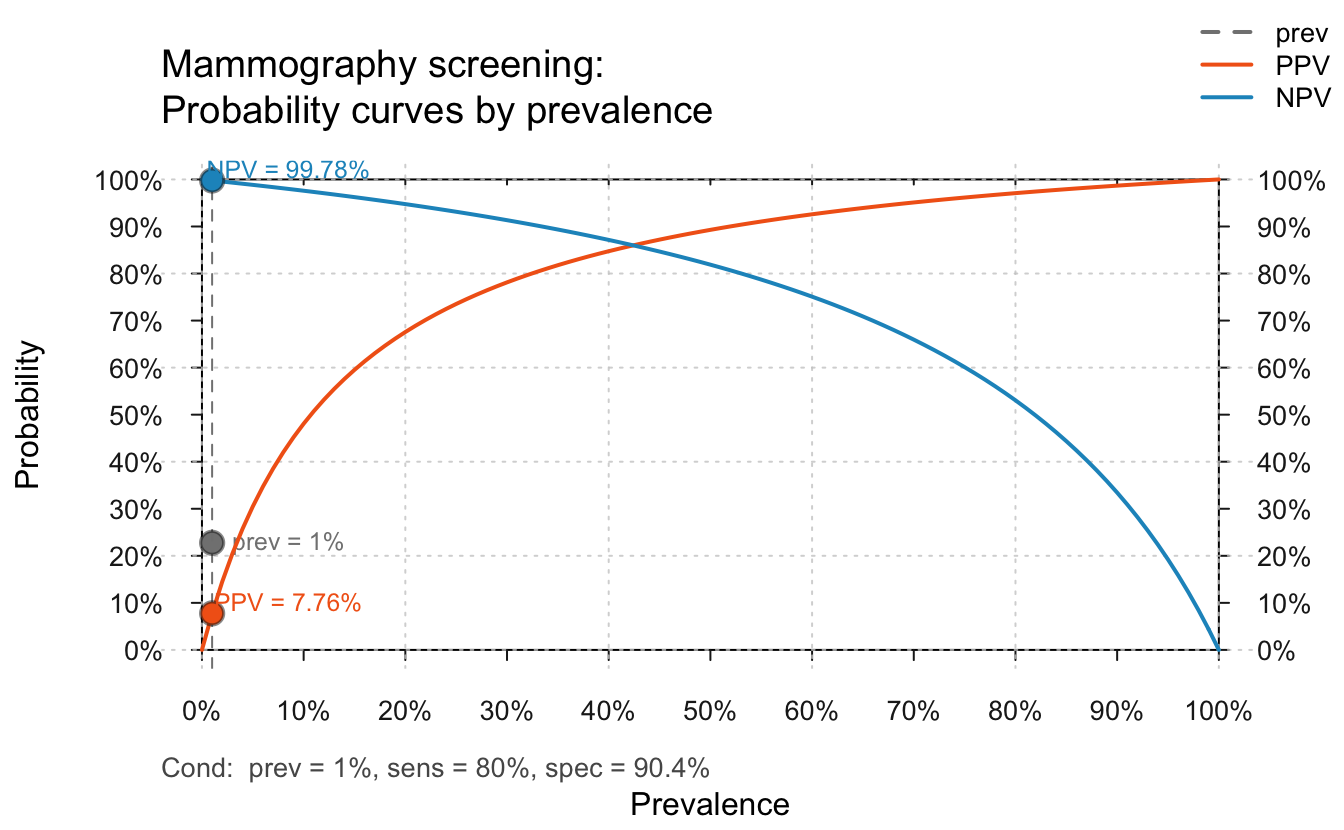 prev
PPV
NPV
Mammography screening:
Probability curves by prevalence
NPV = 99.78%
100% 100%
90% 90%
80% 80%
70% 70%
60% 60%
50% 50%
40% 40%
30% 30%
prev = 1%
20% 20%
PPV = 7.76%
10% 10%
0% 0%
Probability
0% 10% 20% 30% 40% 50% 60% 70% 80% 90% 100%
Cond:  prev = 1%, sens = 80%, spec = 90.4%
Prevalence